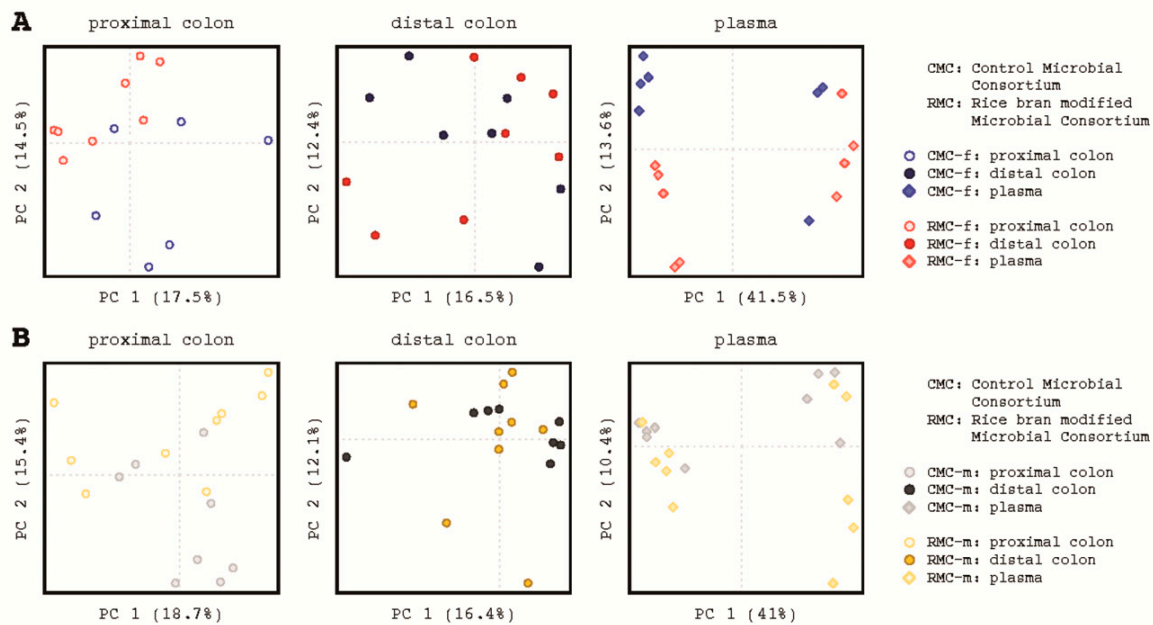 A
proximal colon
distal colon
plasma
PC 2 (14.5%)
PC 1 (17.5%)
PC 2 (12.4%)
PC 1 (16.5%)
PC 2 (13.6%)
PC 1 (41.5%)
CMC: Control Microbial
Consortium
RMC: Rice bran modified
Microbial Consortium
CMC-f: proximal colon
CMC-f: distal colon
CMC-f: plasma
RMC-f: proximal colon
RMC-f: distal colon
RMC-f: plasma
B
proximal colon
distal colon
plasma
PC 2 (15.4%)
PC 1 (18.7%)
PC 2 (12.1%)
PC 1 (16.4%)
PC 2 (10.4%)
PC 1 (41%)
CMC: Control Microbial
Consortium
RMC: Rice bran modified
Microbial Consortium
CMC-m: proximal colon
CMC-m: distal colon
CMC-m: plasma
RMC-m: proximal colon
RMC-m: distal colon
RMC-m: plasma